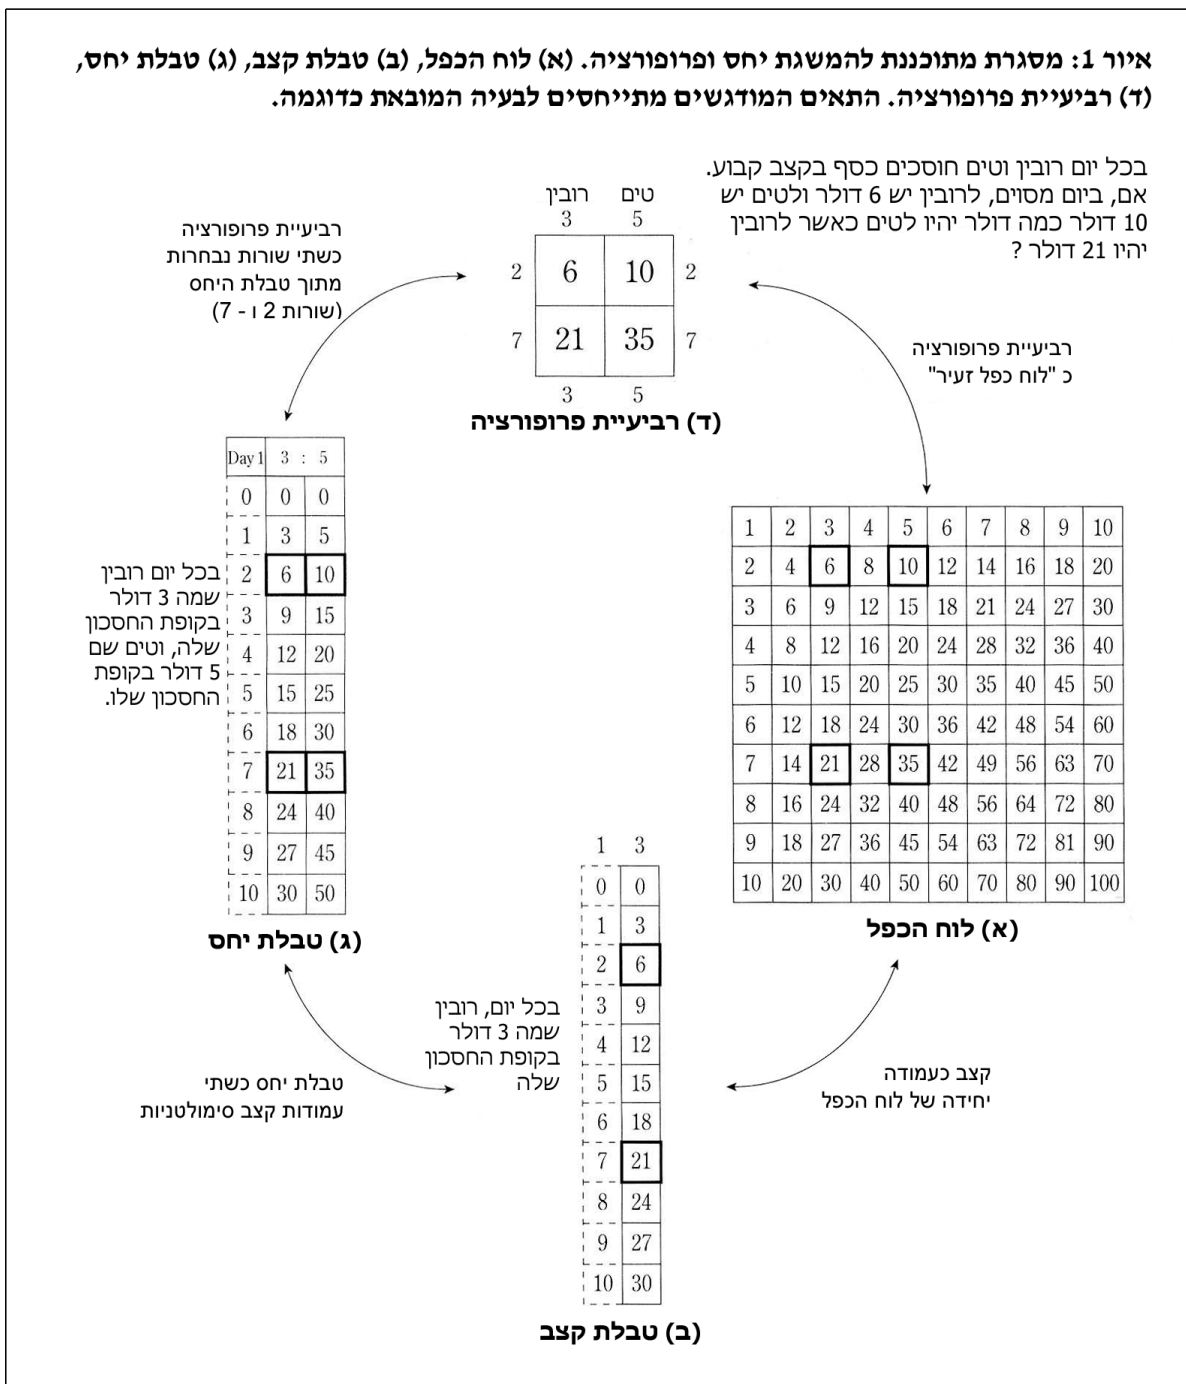 איור 1: מסגרת מתוכננת להמשגת יחס ופרופורציה. (א) לוח הכפל, (ב) טבלת קצב, (ג) טבלת יחס,
(ד) רביעיית פרופורציה. התאים המודגשים מתייחסים לבעיה המובאת כדוגמה.
בכל יום רובין וטים חוסכים כסף בקצב קבוע.
אם, ביום מסוים, לרובין יש 6 דולר ולטים יש
10 דולר כמה דולר יהיו לטים כאשר לרובין
יהיו 21 דולר ?
רובין טים
3 5
2 6 10 2
7 21 35 7
3 5
(ד) רביעיית פרופורציה
רביעיית פרופורציה
כשתי שורות נבחרות
מתוך טבלת היחס
(שורות 2 ו - 7)
רביעיית פרופורציה
כ "לוח כפל זעיר"
1 2 3 4 5 6 7 8 9 10
2 4 6 8 10 12 14 16 18 20
3 6 9 12 15 18 21 24 27 30
4 8 12 16 20 24 28 32 36 40
5 10 15 20 25 30 35 40 45 50
6 12 18 24 30 36 42 48 54 60
7 14 21 28 35 42 49 56 63 70
8 16 24 32 40 48 56 64 72 80
9 18 27 36 45 54 63 72 81 90
10 20 30 40 50 60 70 80 90 100
(א) לוח הכפל
Day 1 3 : 5
0 0 0
1 3 5
2 6 10
3 9 15
4 12 20
5 15 25
6 18 30
7 21 35
8 24 40
9 27 45
10 30 50
(ג) טבלת יחס
בכל יום רובין
שמה 3 דולר
בקופת החסכון
שלה, וטים שם
5 דולר בקופת
החסכון שלו.
1 3
0 0
1 3
2 6
3 9
4 12
5 15
6 18
7 21
8 24
9 27
10 30
(ב) טבלת קצב
בכל יום, רובין
שמה 3 דולר
בקופת החסכון
שלה
קצב כעמודה
יחידה של לוח הכפל
טבלת יחס כשתי
עמודות קצב סימולטניות